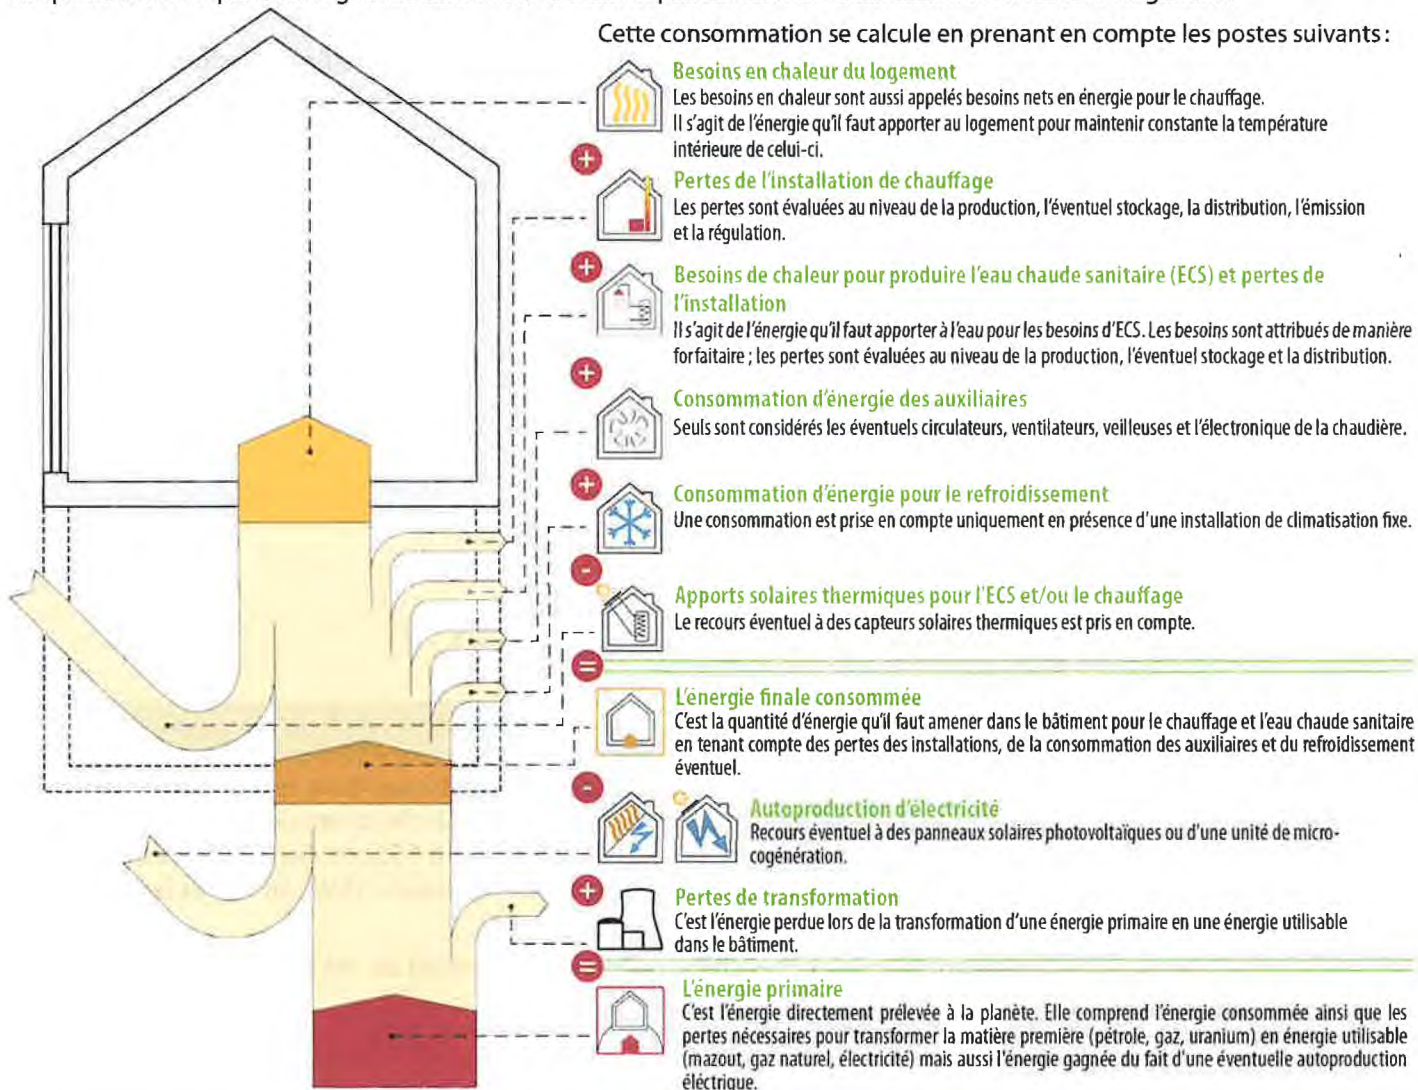 Cette consommation se calcule en prenant en compte les postes suivants :
Besoins en chaleur du logement
Les besoins en chaleur sont aussi appelés besoins nets en énergie pour le chauffage.
Il s'agit de l'énergie qu'il faut apporter au logement pour maintenir constante la température
intérieure de celui-ci.
+
Pertes de l'installation de chauffage
Les pertes sont évaluées au niveau de la production, l'éventuel stockage, la distribution, l'émission
et la régulation.
+
Besoins de chaleur pour produire l'eau chaude sanitaire (ECS) et pertes de
l'installation
Il s'agit de l'énergie qu'il faut apporter à l'eau pour les besoins d'ECS. Les besoins sont attribués de manière
forfaitaire ; les pertes sont évaluées au niveau de la production, l'éventuel stockage et la distribution.
+
Consommation d'énergie des auxiliaires
Seuls sont considérés les éventuels circulateurs, ventilateurs, veilleuses et l'électronique de la chaudière.
+
Consommation d'énergie pour le refroidissement
Une consommation est prise en compte uniquement en présence d'une installation de climatisation fixe.
-
Apports solaires thermiques pour l'ECS et/ou le chauffage
Le recours éventuel à des capteurs solaires thermiques est pris en compte.
=
L'énergie finale consommée
C'est la quantité d'énergie qu'il faut amener dans le bâtiment pour le chauffage et l'eau chaude sanitaire
en tenant compte des pertes des installations, de la consommation des auxiliaires et du refroidissement
éventuel.
-
Autoproduction d'électricité
Recours éventuel à des panneaux solaires photovoltaïques ou d'une unité de micro-
cogénération.
+
Pertes de transformation
C'est l'énergie perdue lors de la transformation d'une énergie primaire en une énergie utilisable
dans le bâtiment.
=
L'énergie primaire
C'est l'énergie directement prélevée à la planète. Elle comprend l'énergie consommée ainsi que les
pertes nécessaires pour transformer la matière première (pétrole, gaz, uranium) en énergie utilisable
(mazout, gaz naturel, électricité) mais aussi l'énergie gagnée du fait d'une éventuelle autoproduction
éléctrique.